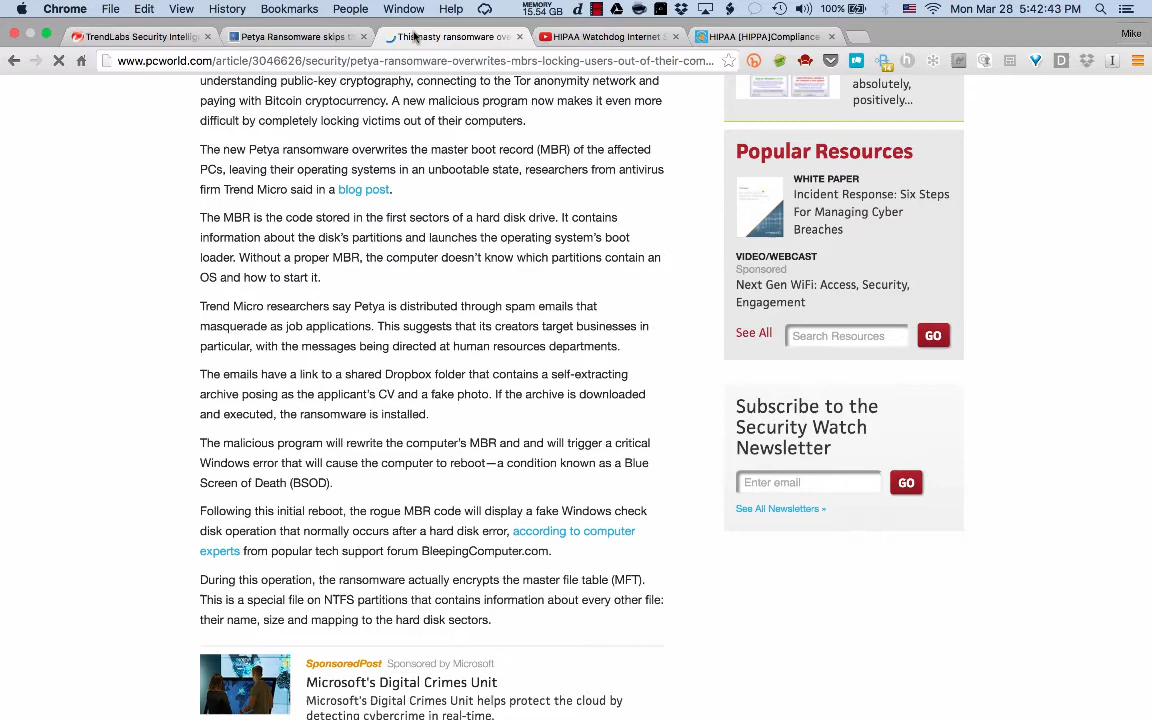 Chrome File Edit View History Bookmarks People Window Help MEMORY 15.54 GB 100% Mon Mar 28 5:42:43 PM
TrendLabs Security Intellig × Petya Ransomware skips th × This nasty ransomware ove × HIPAA Watchdog Internet S × HIPAA [HIPPA]Compliance × Mike
www.pcworld.com/article/3046626/security/petya-ransomware-overwrites-mbrs-locking-users-out-of-their-com...
understanding public-key cryptography, connecting to the Tor anonymity network and
paying with Bitcoin cryptocurrency. A new malicious program now makes it even more
difficult by completely locking victims out of their computers.
The new Petya ransomware overwrites the master boot record (MBR) of the affected
PCs, leaving their operating systems in an unbootable state, researchers from antivirus
firm Trend Micro said in a blog post.
The MBR is the code stored in the first sectors of a hard disk drive. It contains
information about the disk's partitions and launches the operating system's boot
loader. Without a proper MBR, the computer doesn't know which partitions contain an
OS and how to start it.
Trend Micro researchers say Petya is distributed through spam emails that
masquerade as job applications. This suggests that its creators target businesses in
particular, with the messages being directed at human resources departments.
The emails have a link to a shared Dropbox folder that contains a self-extracting
archive posing as the applicant's CV and a fake photo. If the archive is downloaded
and executed, the ransomware is installed.
The malicious program will rewrite the computer's MBR and and will trigger a critical
Windows error that will cause the computer to reboot—a condition known as a Blue
Screen of Death (BSOD).
Following this initial reboot, the rogue MBR code will display a fake Windows check
disk operation that normally occurs after a hard disk error, according to computer
experts from popular tech support forum BleepingComputer.com.
During this operation, the ransomware actually encrypts the master file table (MFT).
This is a special file on NTFS partitions that contains information about every other file:
their name, size and mapping to the hard disk sectors.
SponsoredPost Sponsored by Microsoft
Microsoft's Digital Crimes Unit
Microsoft's Digital Crimes Unit helps protect the cloud by
detecting cybercrime in real-time.
absolutely,
positively...
Popular Resources
WHITE PAPER
Incident Response: Six Steps
For Managing Cyber
Breaches
VIDEO/WEBCAST
Sponsored
Next Gen WiFi: Access, Security,
Engagement
See All Search Resources GO
Subscribe to the
Security Watch
Newsletter
Enter email GO
See All Newsletters »